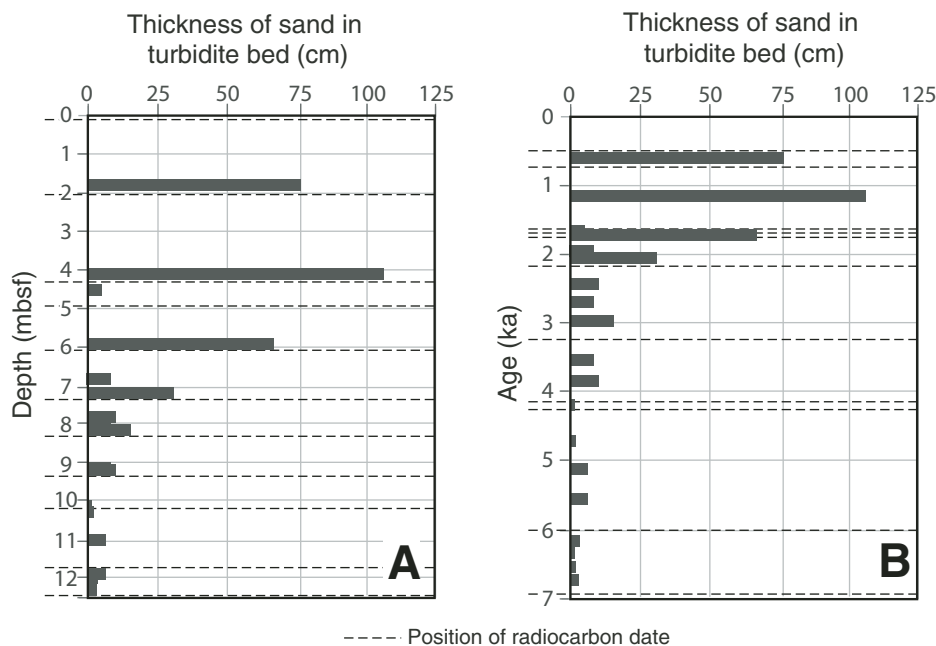 Thickness of sand in
turbidite bed (cm)
0 25 50 75 100 125
Depth (mbsf)
0
1
2
3
4
5
6
7
8
9
10
11
12
A
Thickness of sand in
turbidite bed (cm)
0 25 50 75 100 125
Age (ka)
0
1
2
3
4
5
6
7
B
Position of radiocarbon date